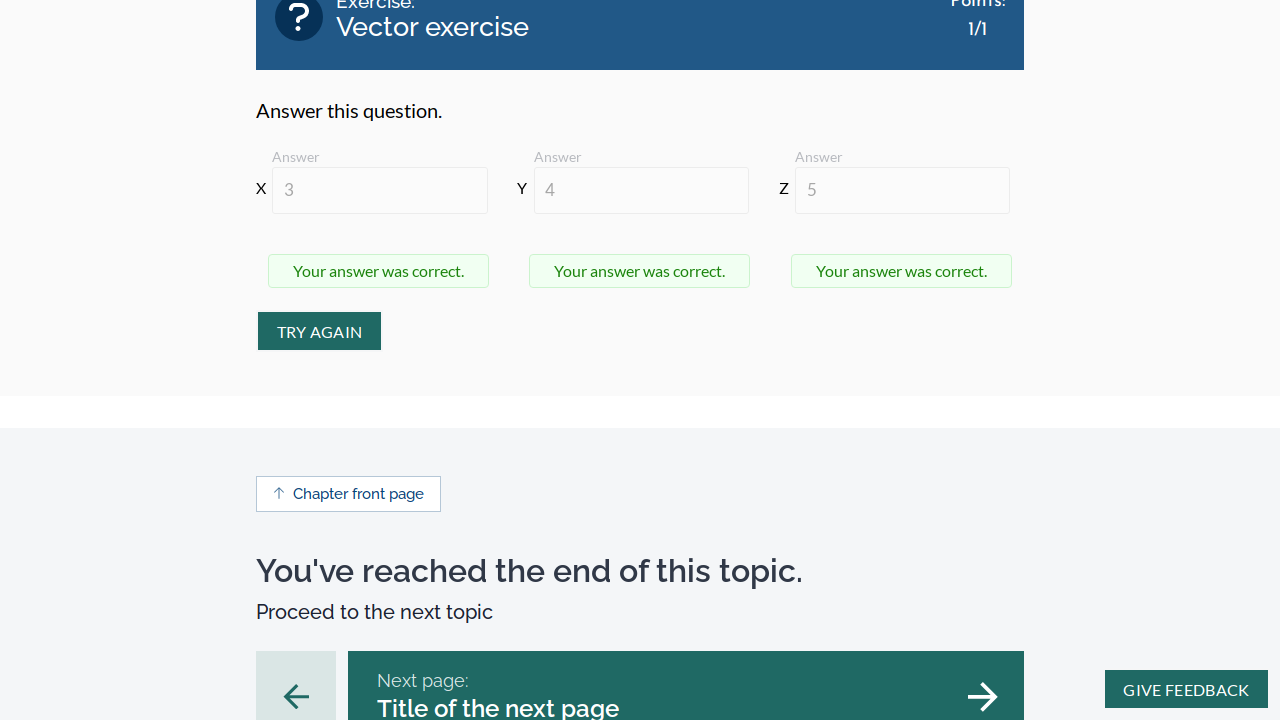 Exercise:
Vector exercise
Points:
1/1
Answer this question.
Answer
X 3
Answer
Y 4
Answer
Z 5
Your answer was correct.
Your answer was correct.
Your answer was correct.
TRY AGAIN
Chapter front page
You've reached the end of this topic.
Proceed to the next topic
Next page:
Title of the next page
GIVE FEEDBACK